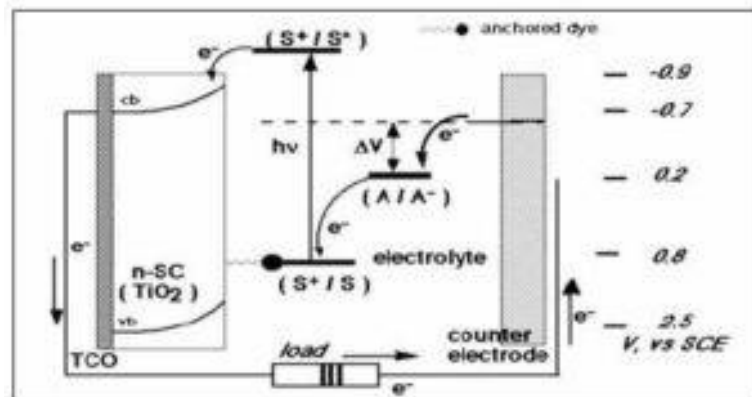 ( S⁺ / S* )
anchored dye
e⁻
cb
-0.9
-0.7
hν
ΔV
e⁻
( A / A⁻ )
0.2
e⁻
e⁻
n-SC
( TiO₂ )
electrolyte
( S⁺ / S )
0.8
vb
TCO
load
counter
electrode
e⁻
2.5
V, vs SCE
e⁻